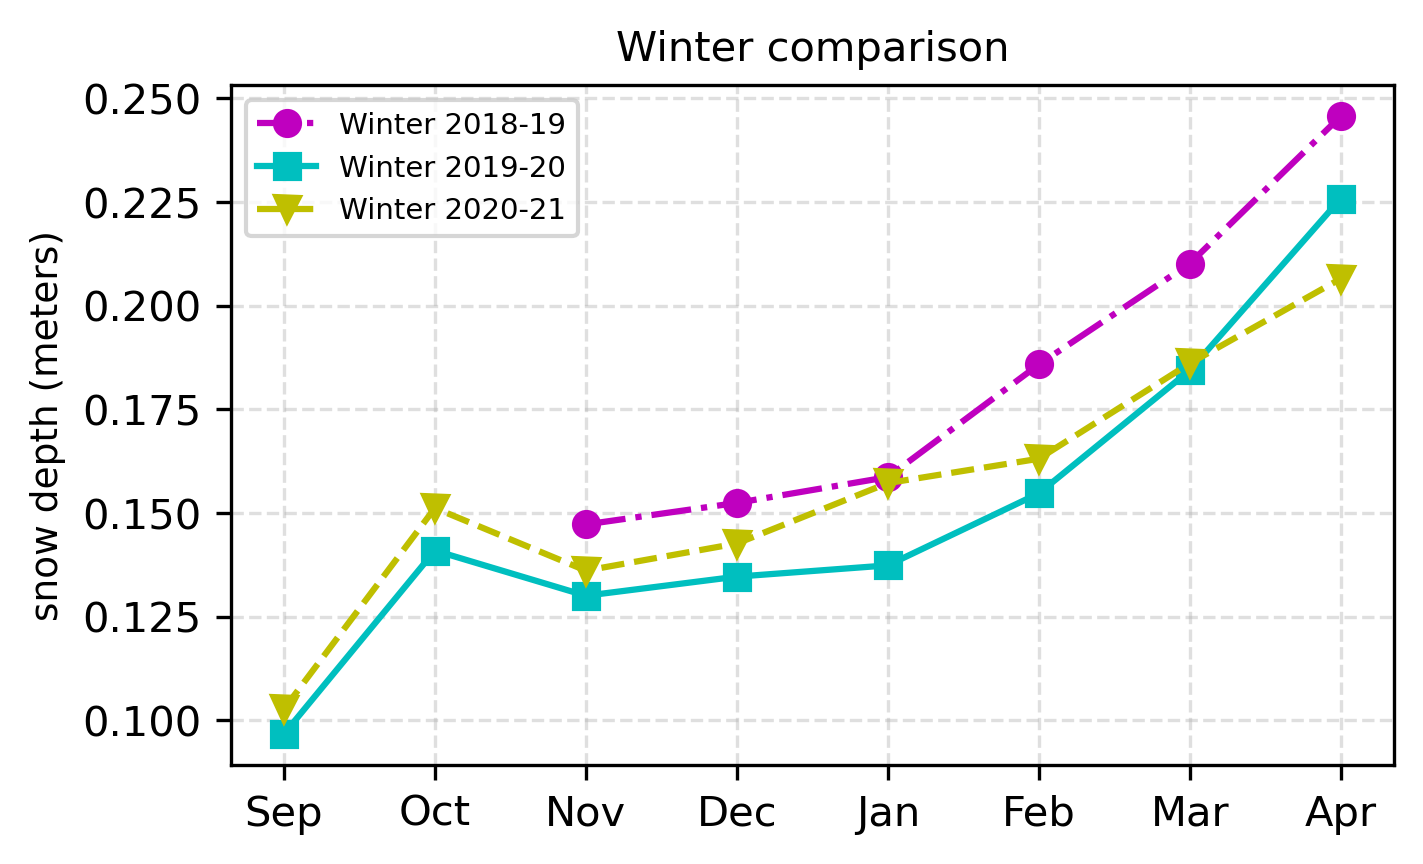 Winter comparison
0.250
0.225
0.200
0.175
0.150
0.125
0.100
snow depth (meters)
Winter 2018-19
Winter 2019-20
Winter 2020-21
Sep Oct Nov Dec Jan Feb Mar Apr